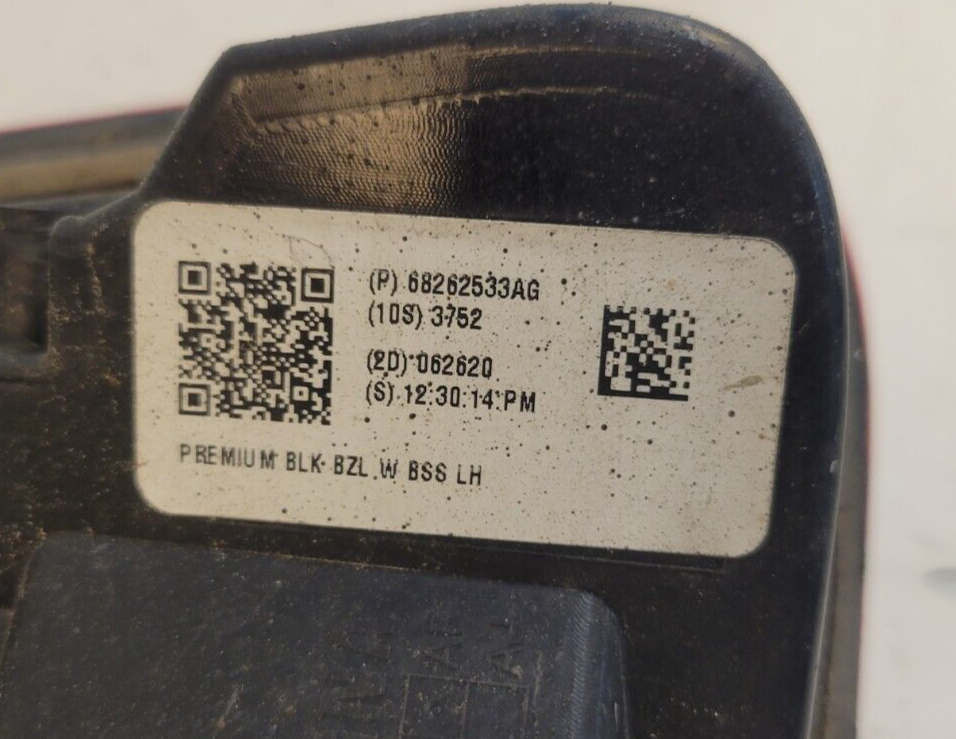 (P) 68262533AG
(10S) 3752
(2D) 062620
(S) 12:30:14 PM
PREMIUM BLK BZL W BSS LH